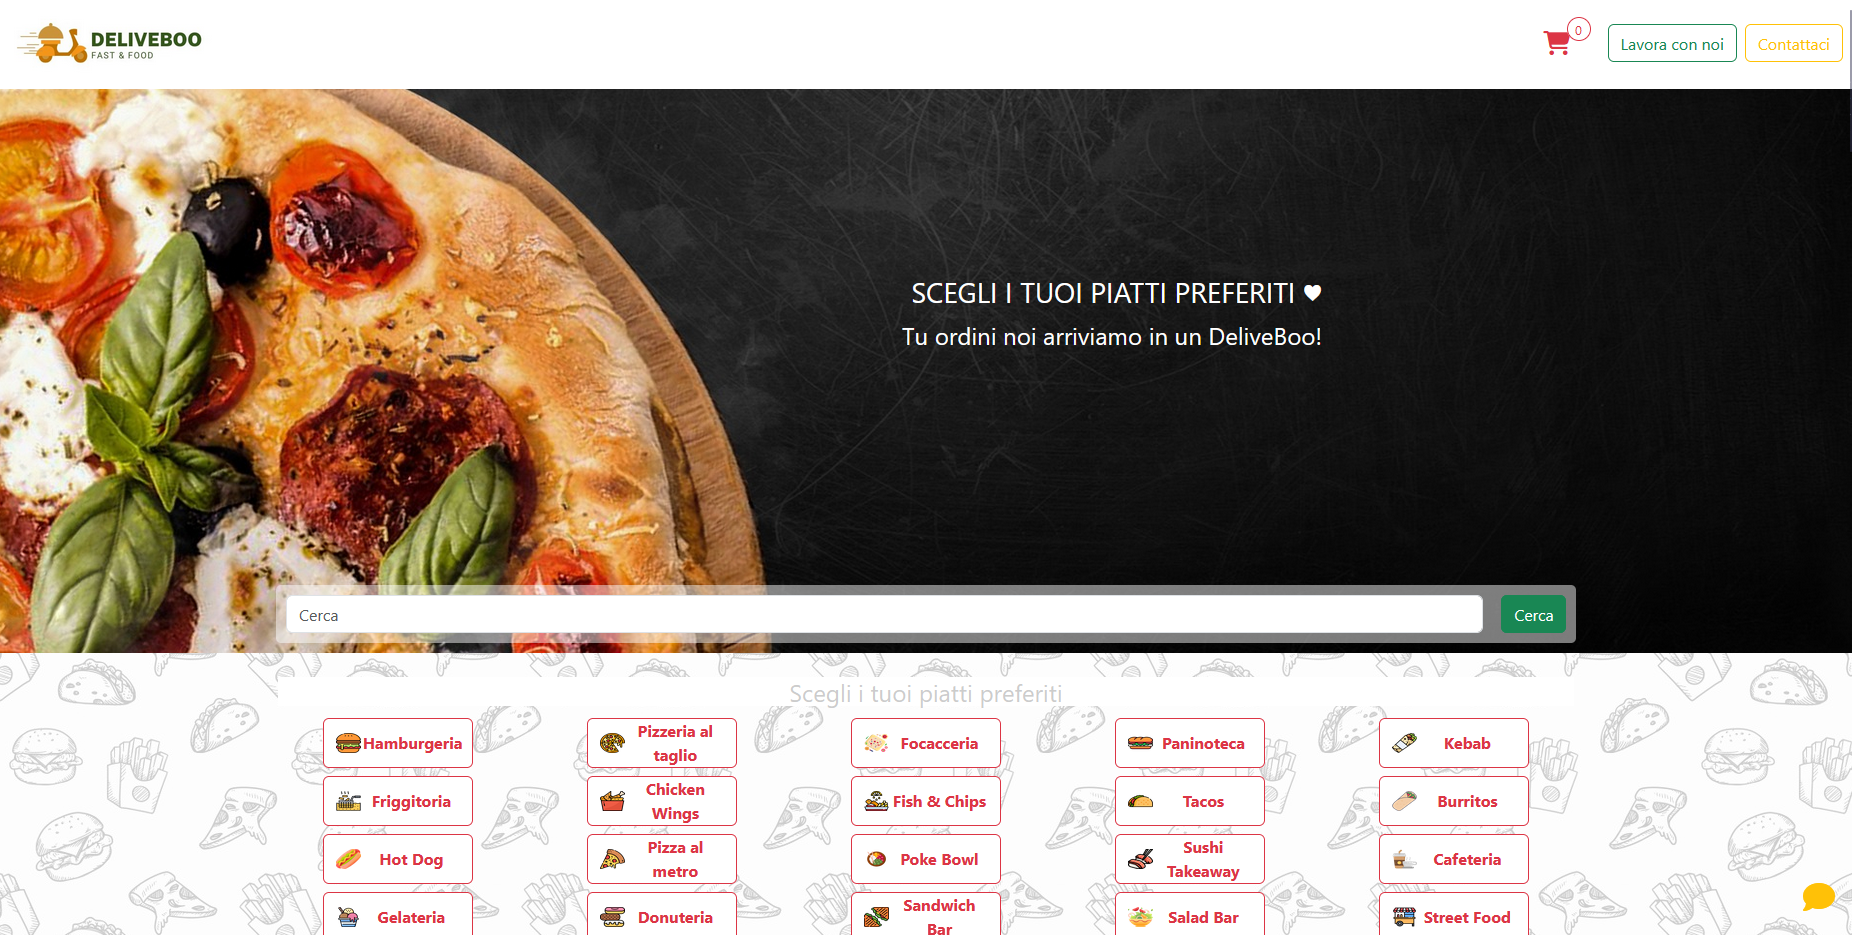 DELIVEBOO
FAST & FOOD
0
Lavora con noi
Contattaci
SCEGLI I TUOI PIATTI PREFERITI ♥
Tu ordini noi arriviamo in un DeliveBoo!
Cerca
Cerca
Scegli i tuoi piatti preferiti
Hamburgeria
Pizzeria al
taglio
Focacceria
Paninoteca
Kebab
Friggitoria
Chicken
Wings
Fish & Chips
Tacos
Burritos
Hot Dog
Pizza al
metro
Poke Bowl
Sushi
Takeaway
Cafeteria
Gelateria
Donuteria
Sandwich
Bar
Salad Bar
Street Food